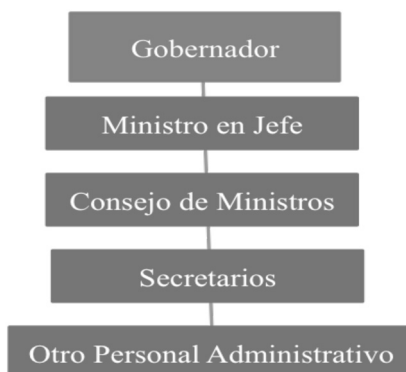 Gobernador
Ministro en Jefe
Consejo de Ministros
Secretarios
Otro Personal Administrativo